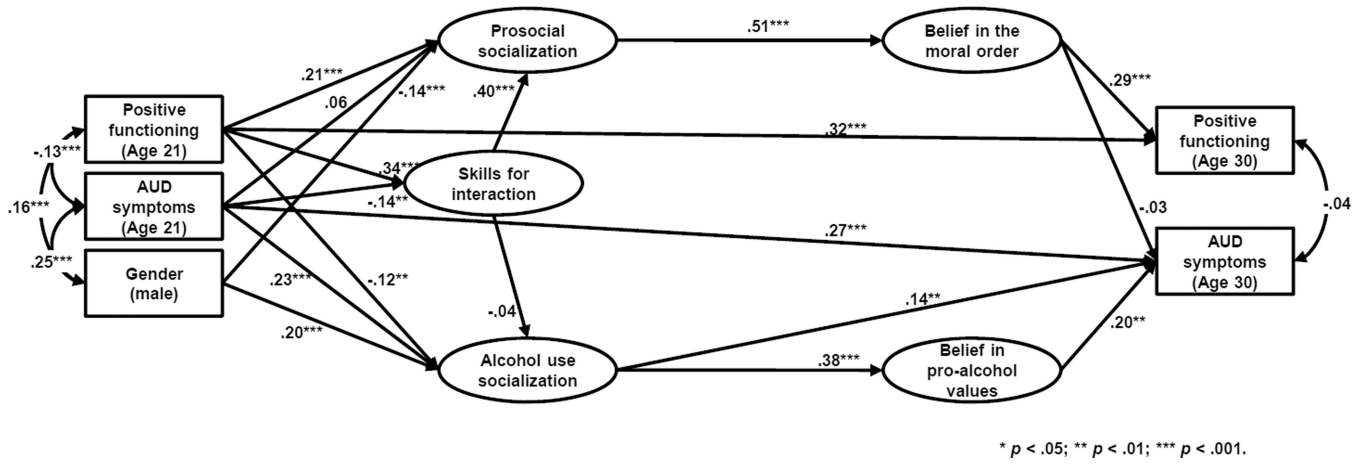 Prosocial
socialization
.51***
Belief in the
moral order
.21***
.06
-.14***
.40***
.29***
Positive
functioning
(Age 21)
.32***
Positive
functioning
(Age 30)
-.13***
.34***
Skills for
interaction
-.14**
AUD
symptoms
(Age 21)
.16***
-.03
-.04
.27***
AUD
symptoms
(Age 30)
.25***
Gender
(male)
.23***
-.12**
.14**
-.04
.20***
.20**
Alcohol use
socialization
.38***
Belief in
pro-alcohol
values
* p < .05; ** p < .01; *** p < .001.